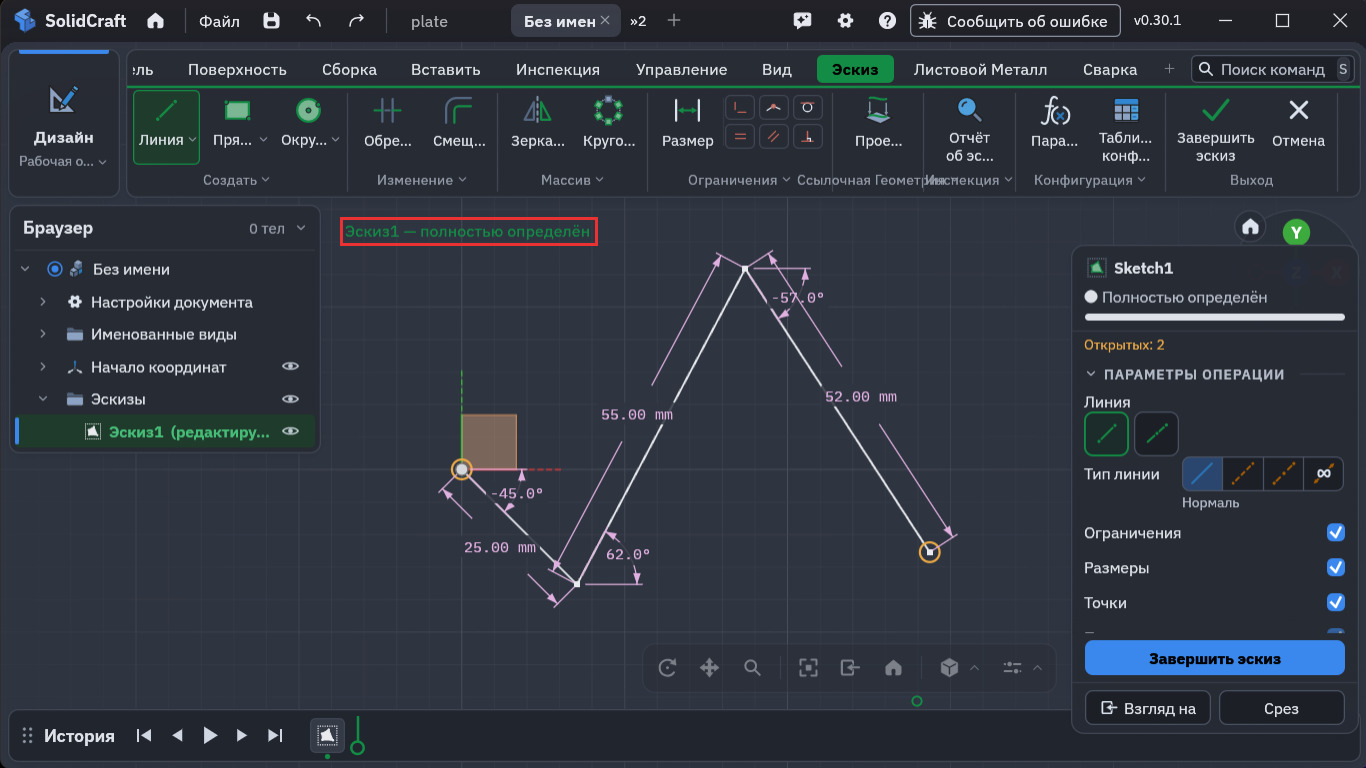 SolidCraft
Файл
plate
Без имен
»2
Сообщить об ошибке
v0.30.1
ель
Поверхность
Сборка
Вставить
Инспекция
Управление
Вид
Эскиз
Листовой Металл
Сварка
Поиск команд
S
Дизайн
Рабочая о...
Линия
Пря...
Окру...
Обре...
Смещ...
Зерка...
Круго...
Размер
Прое...
Отчёт
об эс...
Пара...
Табли...
конф...
Завершить
эскиз
Отмена
Создать
Изменение
Массив
Ограничения
Ссылочная Геометрия
Инспекция
Конфигурация
Выход
Браузер
0 тел
Без имени
Настройки документа
Именованные виды
Начало координат
Эскизы
Эскиз1 (редактиру...
Эскиз1 — полностью определён
Y
Z
X
-57.0°
55.00 mm
52.00 mm
-45.0°
25.00 mm
62.0°
Sketch1
Полностью определён
Открытых: 2
ПАРАМЕТРЫ ОПЕРАЦИИ
Линия
Тип линии
Нормаль
Ограничения
Размеры
Точки
Завершить эскиз
Взгляд на
Срез
История